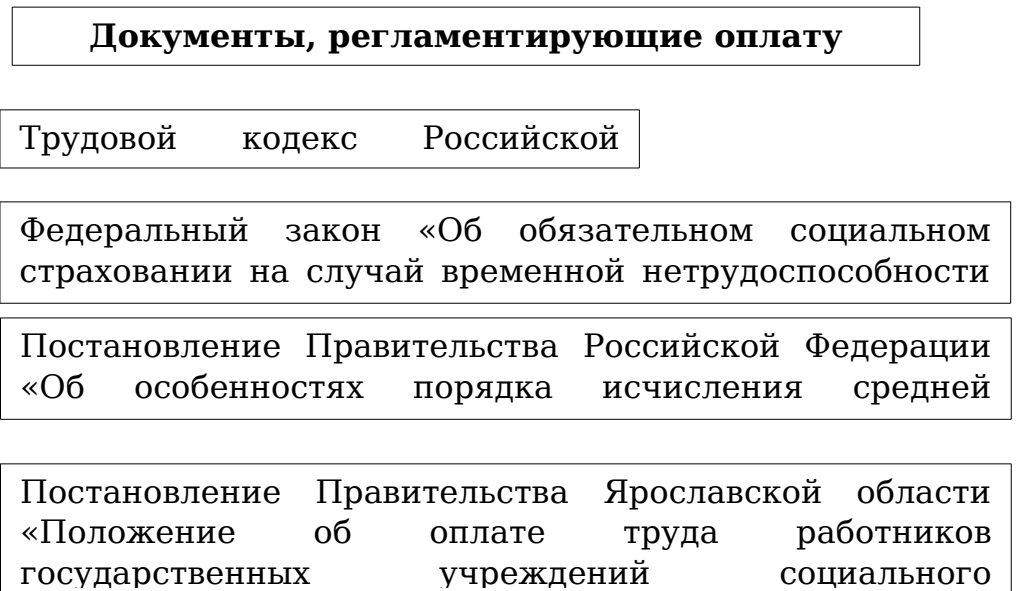 Документы, регламентирующие оплату
Трудовой кодекс Российской
Федеральный закон «Об обязательном социальном
страховании на случай временной нетрудоспособности
Постановление Правительства Российской Федерации
«Об особенностях порядка исчисления средней
Постановление Правительства Ярославской области
«Положение об оплате труда работников
государственных учреждений социального